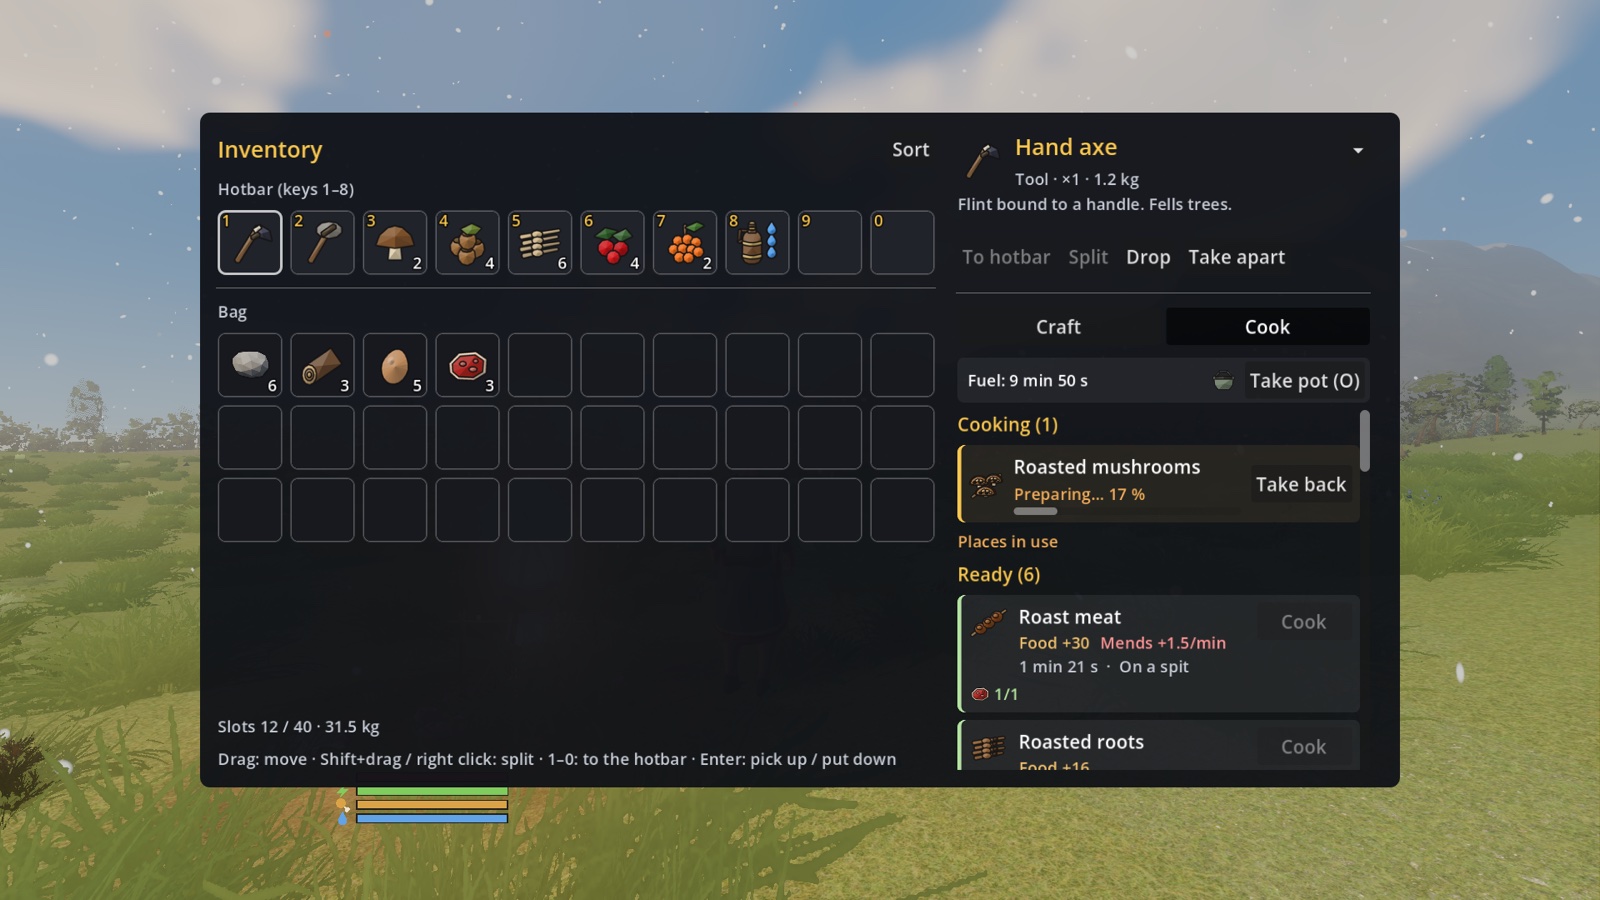 Inventory
Sort
Hotbar (keys 1–8)
1 2 3 4 5 6 7 8 9 0
2 4 6 4 2
Bag
6 3 5 3
Slots 12 / 40 · 31.5 kg
Drag: move · Shift+drag / right click: split · 1–0: to the hotbar · Enter: pick up / put down
Hand axe
Tool · ×1 · 1.2 kg
Flint bound to a handle. Fells trees.
To hotbar Split Drop Take apart
Craft Cook
Fuel: 9 min 50 s Take pot (O)
Cooking (1)
Roasted mushrooms
Preparing... 17 %
Take back
Places in use
Ready (6)
Roast meat
Cook
Food +30 Mends +1.5/min
1 min 21 s · On a spit
1/1
Roasted roots
Cook
Food +16